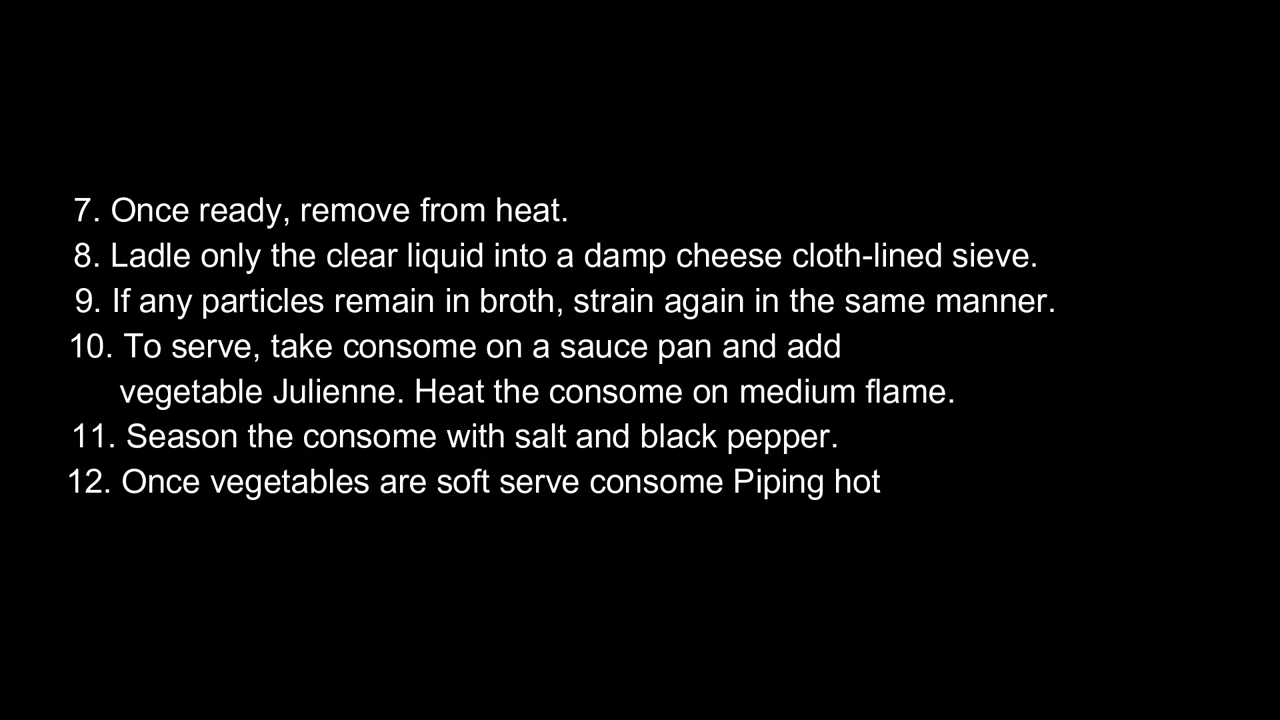 7. Once ready, remove from heat.
8. Ladle only the clear liquid into a damp cheese cloth-lined sieve.
9. If any particles remain in broth, strain again in the same manner.
10. To serve, take consome on a sauce pan and add
vegetable Julienne. Heat the consome on medium flame.
11. Season the consome with salt and black pepper.
12. Once vegetables are soft serve consome Piping hot